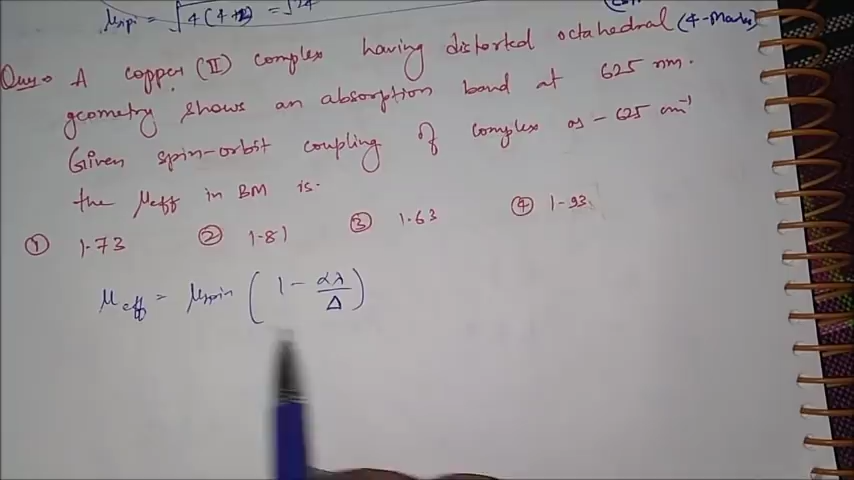 μspi = √4(4+2) = √24
Ques A copper (II) complex having distorted octahedral (4-Marks)
geometry shows an absorption band at 625 nm.
Given spin-orbit coupling of complex as -625 cm⁻¹
the μeff in BM is.
① 1.73 ② 1.81 ③ 1.63 ④ 1.93
μeff = μspin (1 - αλ/Δ)